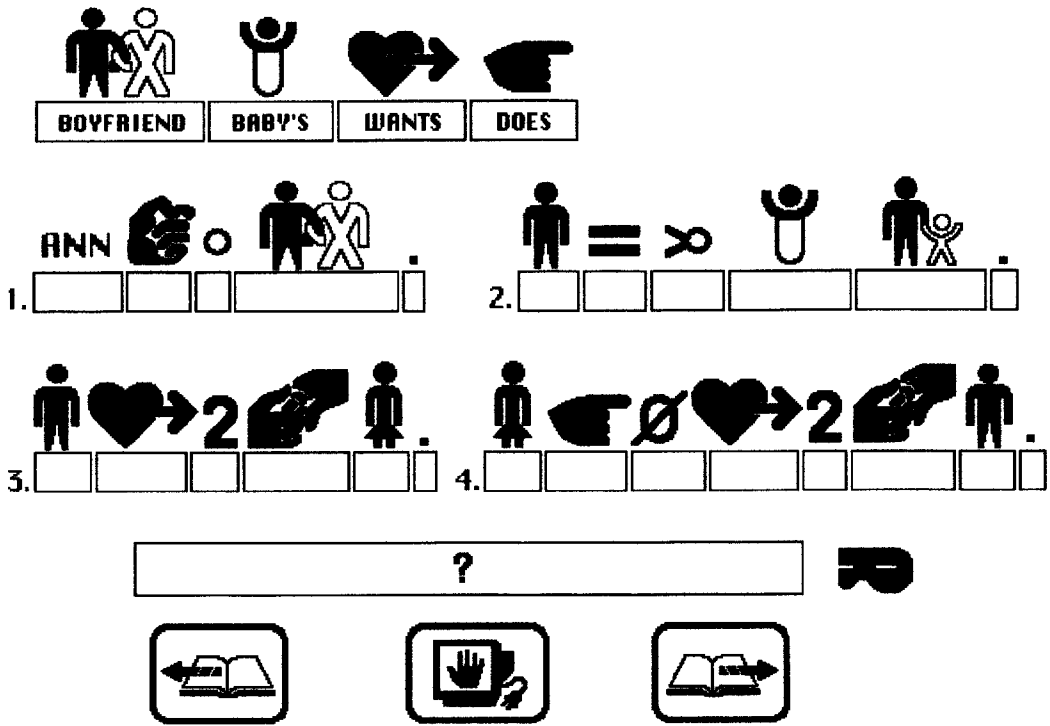 BOYFRIEND BABY'S WANTS DOES
ANN .
1. 2. .
2 . 2 .
3. 4.
?
R